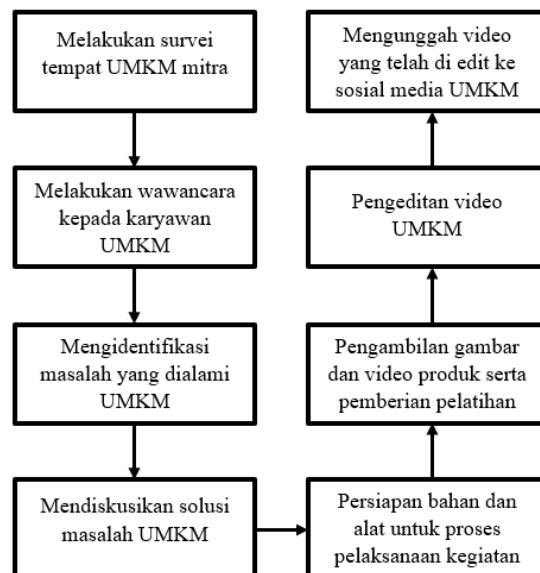 Melakukan survei
tempat UMKM mitra
Melakukan wawancara
kepada karyawan
UMKM
Mengidentifikasi
masalah yang dialami
UMKM
Mendiskusikan solusi
masalah UMKM
Persiapan bahan dan
alat untuk proses
pelaksanaan kegiatan
Pengambilan gambar
dan video produk serta
pemberian pelatihan
Pengeditan video
UMKM
Mengunggah video
yang telah di edit ke
sosial media UMKM